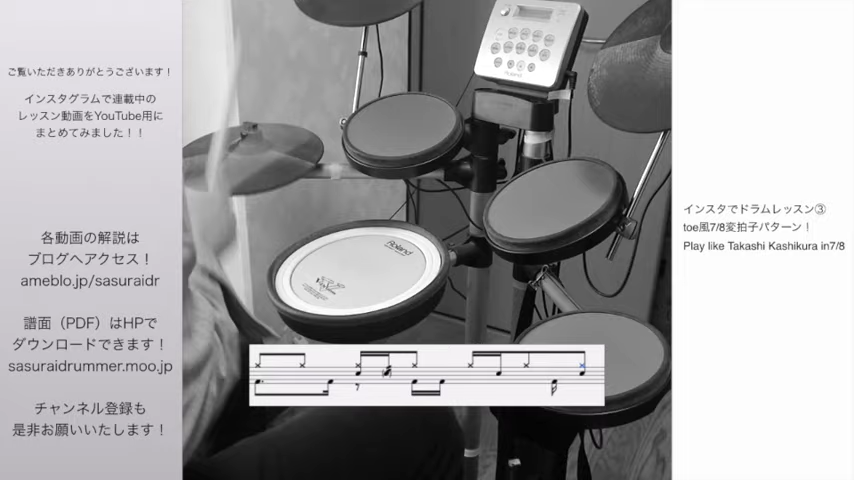 ご覧いただきありがとうございます！
インスタグラムで連載中の
レッスン動画をYouTube用に
まとめてみました！！
各動画の解説は
ブログへアクセス！
ameblo.jp/sasuraidr
譜面（PDF）はHPで
ダウンロードできます！
sasuraidrummer.moo.jp
チャンネル登録も
是非お願いいたします！
Roland
インスタでドラムレッスン③
toe風7/8変拍子パターン！
Play like Takashi Kashikura in7/8